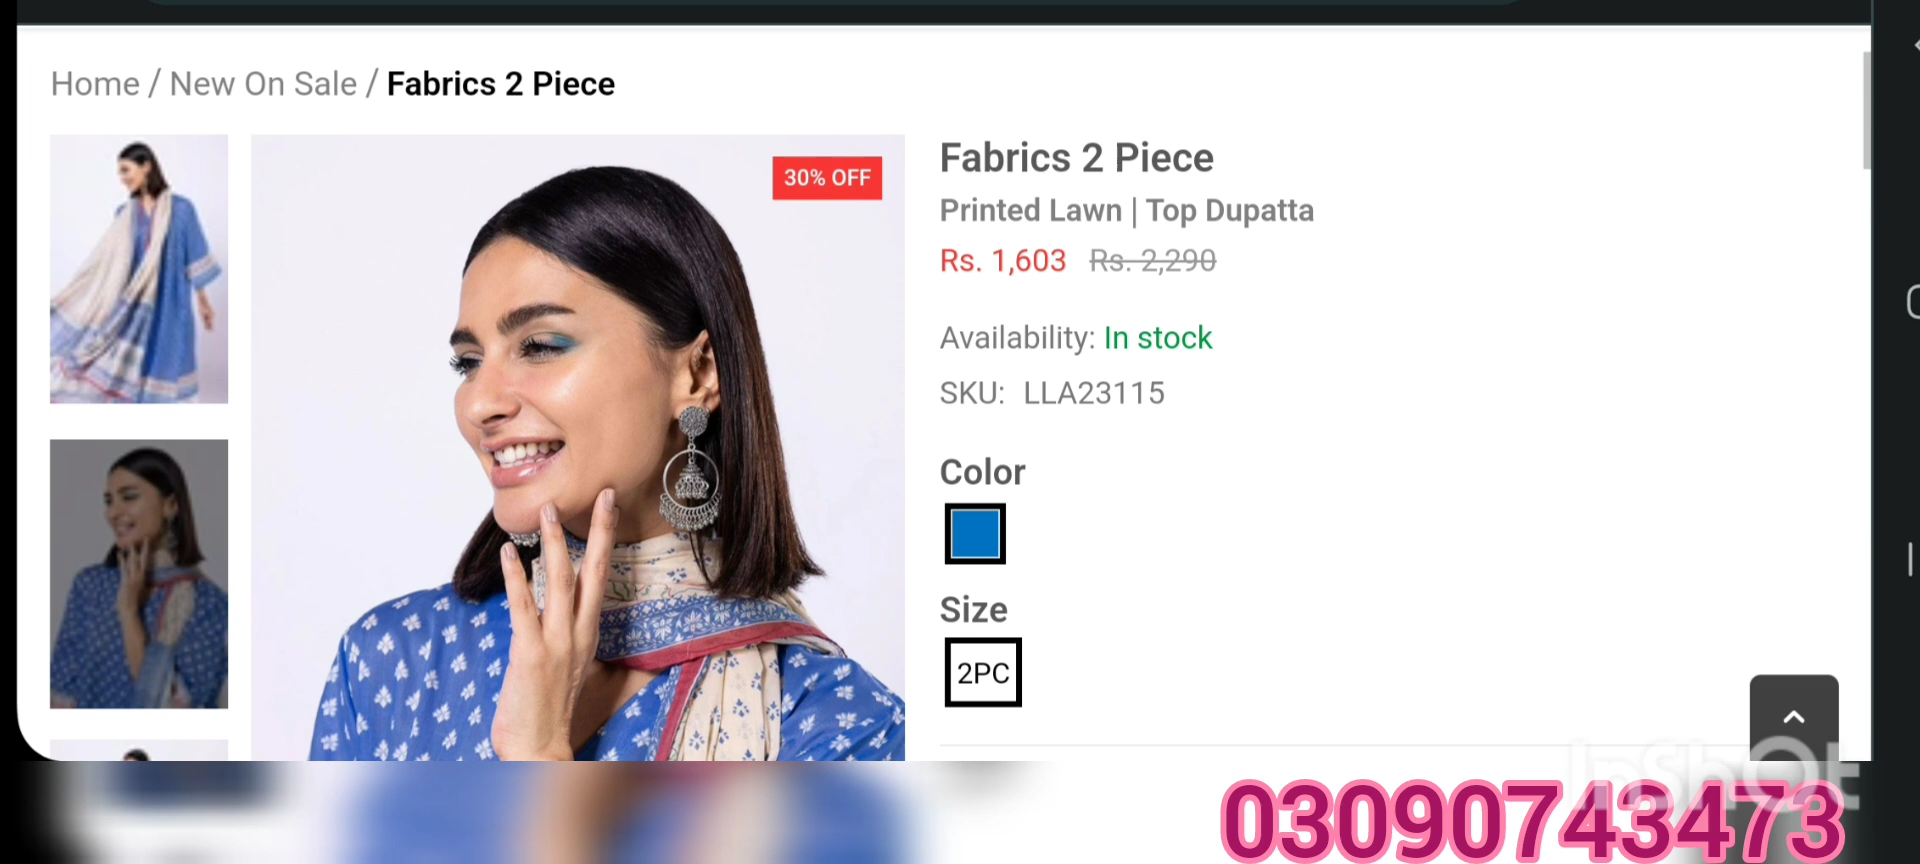 Home / New On Sale / Fabrics 2 Piece
30% OFF
Fabrics 2 Piece
Printed Lawn | Top Dupatta
Rs. 1,603 Rs. 2,290
Availability: In stock
SKU: LLA23115
Color
Size
2PC
InShOt
03090743473